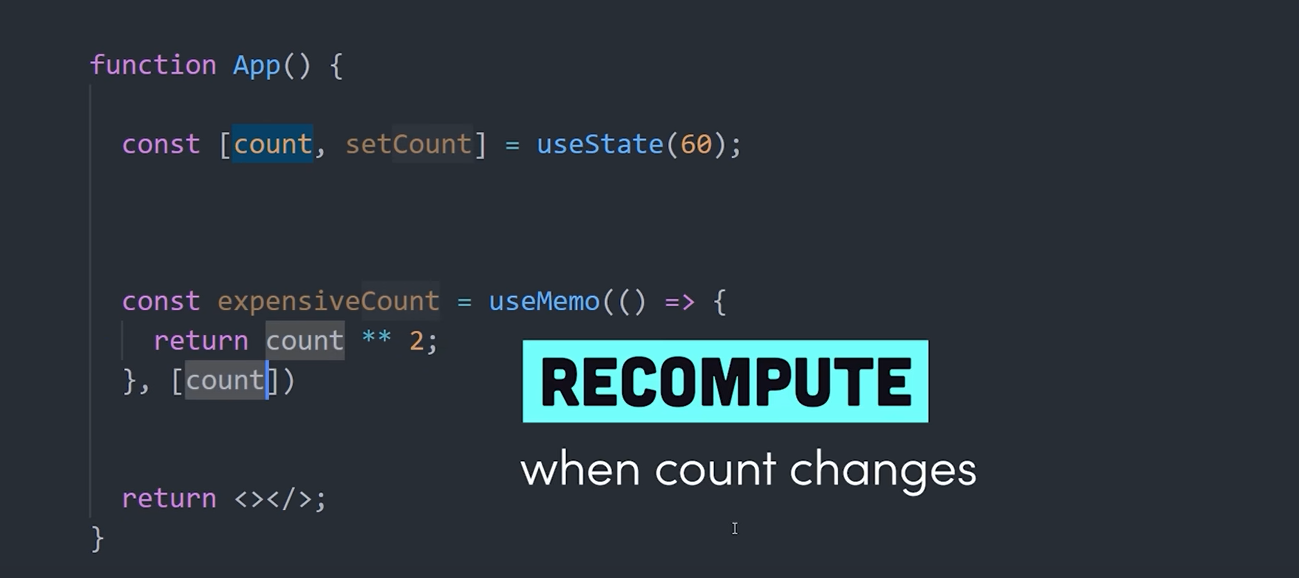 function App() {
const [count, setCount] = useState(60);
const expensiveCount = useMemo(() => {
return count ** 2;
}, [count])
RECOMPUTE
when count changes
return <></>;
}